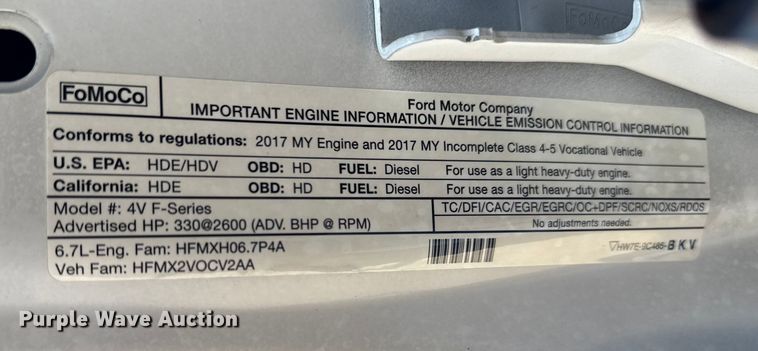 FoMoCo
FoMoCo
Ford Motor Company
IMPORTANT ENGINE INFORMATION / VEHICLE EMISSION CONTROL INFORMATION
Conforms to regulations: 2017 MY Engine and 2017 MY Incomplete Class 4-5 Vocational Vehicle
U.S. EPA: HDE/HDV OBD: HD FUEL: Diesel For use as a light heavy-duty engine.
California: HDE OBD: HD FUEL: Diesel For use as a light heavy-duty engine.
Model #: 4V F-Series TC/DFI/CAC/EGR/EGRC/OC+DPF/SCRC/NOXS/RDQS
Advertised HP: 330@2600 (ADV. BHP @ RPM) No adjustments needed.
6.7L-Eng. Fam: HFMXH06.7P4A HW7E-9C485-BKV
Veh Fam: HFMX2VOCV2AA
Purple Wave Auction